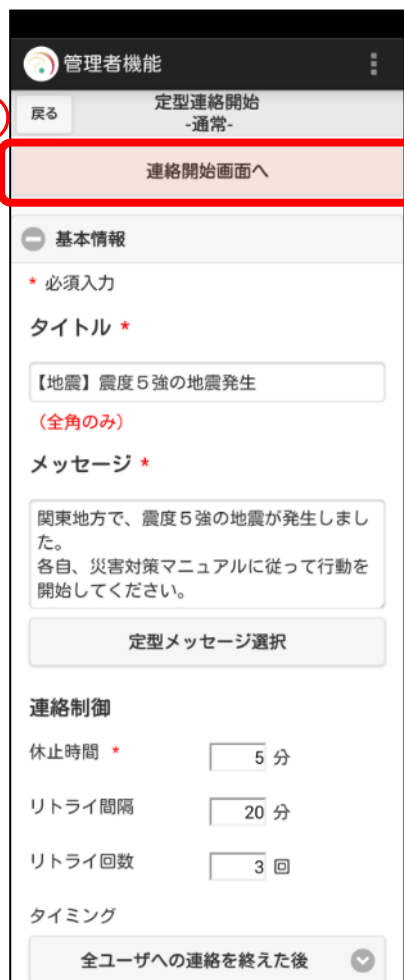 管理者機能
戻る
定型連絡開始
-通常-
連絡開始画面へ
基本情報
* 必須入力
タイトル *
【地震】震度５強の地震発生
（全角のみ）
メッセージ *
関東地方で、震度５強の地震が発生しまし
た。
各自、災害対策マニュアルに従って行動を
開始してください。
定型メッセージ選択
連絡制御
休止時間 * 5 分
リトライ間隔 20 分
リトライ回数 3 回
タイミング
全ユーザへの連絡を終えた後